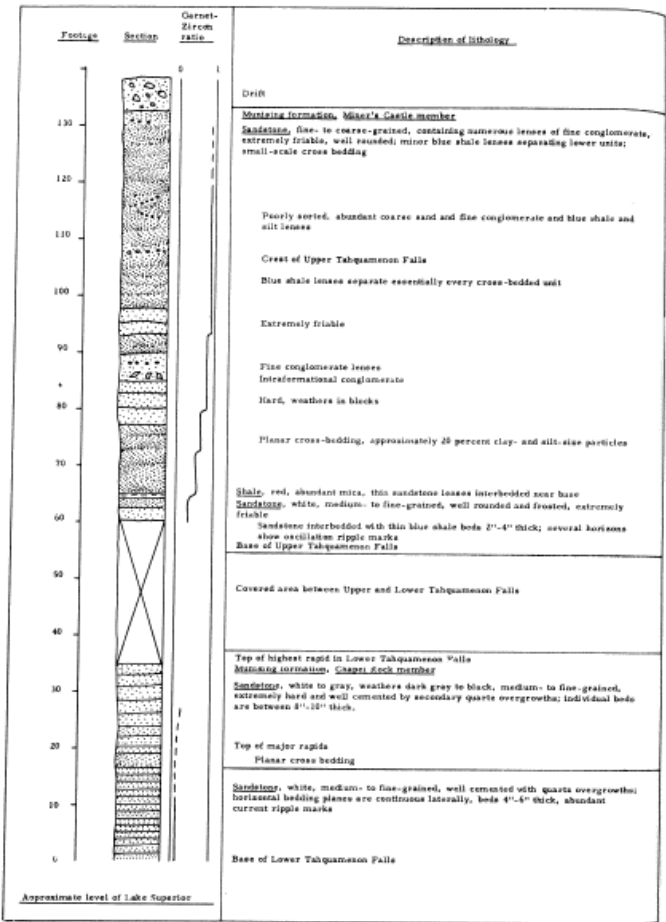 Garnet-
Zircon
ratio
Footage Section
Description of lithology
0 1
Drift
Munising formation, Miner's Castle member
130
Sandstone, fine- to coarse-grained, containing numerous lenses of fine conglomerate,
extremely friable, well rounded; minor blue shale lenses separating lower units;
small-scale cross bedding
120
Poorly sorted, abundant coarse sand and fine conglomerate and blue shale and
silt lenses
110
Crest of Upper Tahquamenon Falls
Blue shale lenses separate essentially every cross-bedded unit
100
Extremely friable
90
Fine conglomerate lenses
Intraformational conglomerate
80
Hard, weathers in blocks
Planar cross-bedding, approximately 20 percent clay- and silt-size particles
70
Shale, red, abundant mica, thin sandstone lenses interbedded near base
Sandstone, white, medium- to fine-grained, well rounded and frosted, extremely
friable
60
Sandstone interbedded with thin blue shale beds 2"-4" thick; several horizons
show oscillation ripple marks
Base of Upper Tahquamenon Falls
50
Covered area between Upper and Lower Tahquamenon Falls
40
Top of highest rapid in Lower Tahquamenon Falls
Munising formation, Chapel Rock member
30
Sandstone, white to gray, weathers dark gray to black, medium- to fine-grained,
extremely hard and well cemented by secondary quartz overgrowths; individual beds
are between 8"-10" thick.
20
Top of major rapids
Planar cross bedding
Sandstone, white, medium- to fine-grained, well cemented with quartz overgrowths;
horizontal bedding planes are continuous laterally, beds 4"-6" thick, abundant
current ripple marks
10
0
Base of Lower Tahquamenon Falls
Approximate level of Lake Superior